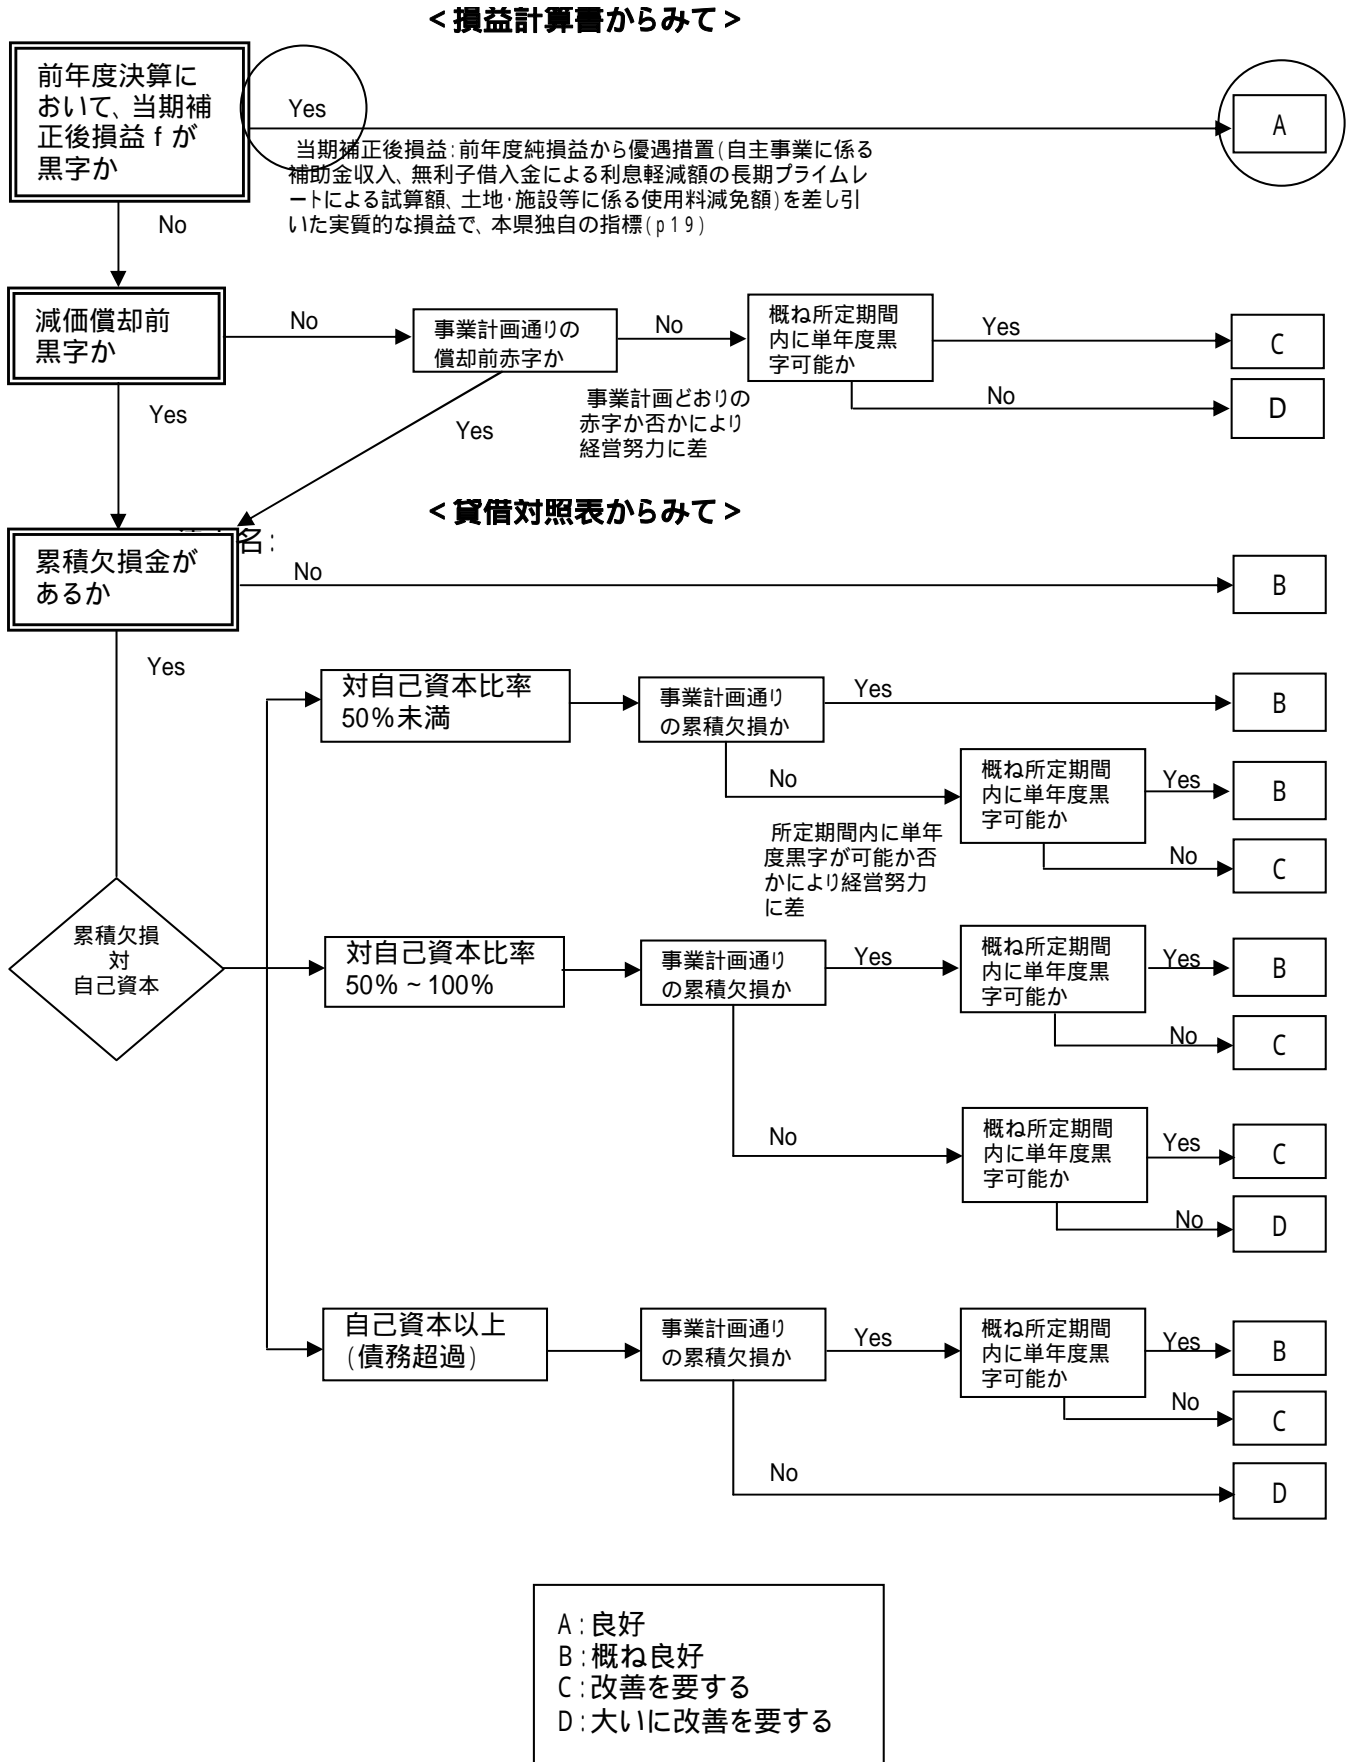 <損益計算書からみて>
前年度決算に
おいて、当期補
正後損益 f が
黒字か
Yes
A
当期補正後損益:前年度純損益から優遇措置(自主事業に係る
補助金収入、無利子借入金による利息軽減額の長期プライムレ
ートによる試算額、土地・施設等に係る使用料減免額)を差し引
いた実質的な損益で、本県独自の指標(p19)
No
減価償却前
黒字か
No
事業計画通りの
償却前赤字か
No
概ね所定期間
内に単年度黒
字可能か
Yes
C
No
D
Yes
Yes
事業計画どおりの
赤字か否かにより
経営努力に差
<貸借対照表からみて>
名:
累積欠損金が
あるか
No
B
Yes
対自己資本比率
50%未満
事業計画通り
の累積欠損か
Yes
B
No
概ね所定期間
内に単年度黒
字可能か
Yes
B
No
C
所定期間内に単年
度黒字が可能か否
かにより経営努力
に差
累積欠損
対
自己資本
対自己資本比率
50%~100%
事業計画通り
の累積欠損か
Yes
概ね所定期間
内に単年度黒
字可能か
Yes
B
No
C
No
概ね所定期間
内に単年度黒
字可能か
Yes
C
No
D
自己資本以上
(債務超過)
事業計画通り
の累積欠損か
Yes
概ね所定期間
内に単年度黒
字可能か
Yes
B
No
C
No
D
A:良好
B:概ね良好
C:改善を要する
D:大いに改善を要する